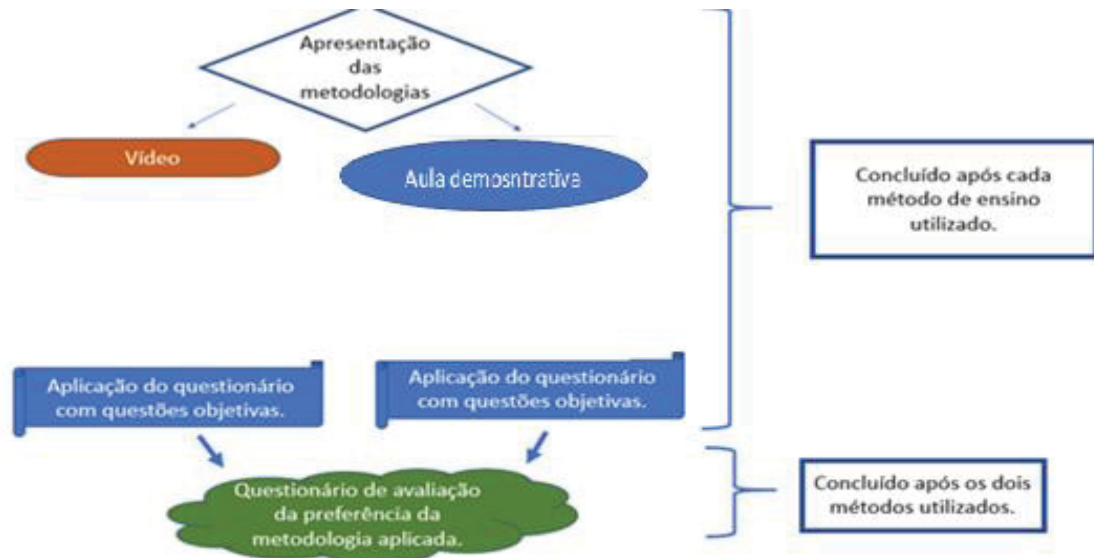 Apresentação
das
metodologias
Vídeo
Aula demosntrativa
Concluído após cada
método de ensino
utilizado.
Aplicação do questionário
com questões objetivas.
Aplicação do questionário
com questões objetivas.
Questionário de avaliação
da preferência da
metodologia aplicada.
Concluído após os dois
métodos utilizados.